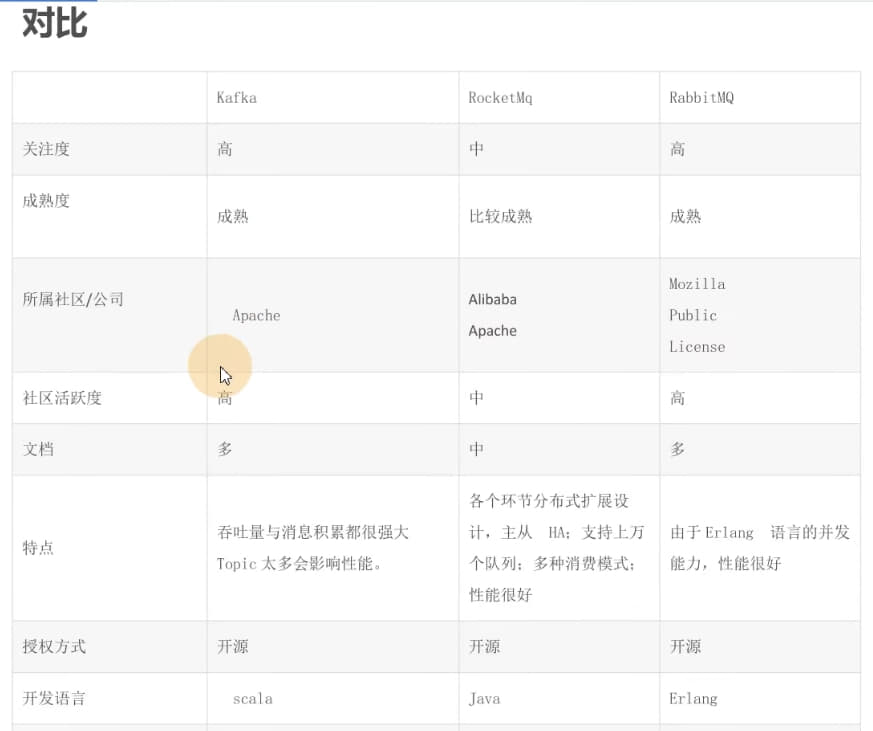 对比
Kafka RocketMq RabbitMQ
关注度 高 中 高
成熟度 成熟 比较成熟 成熟
所属社区/公司 Apache Alibaba
Apache Mozilla
Public
License
社区活跃度 高 中 高
文档 多 中 多
特点 吞吐量与消息积累都很强大
Topic 太多会影响性能。 各个环节分布式扩展设
计，主从 HA；支持上万
个队列；多种消费模式；
性能很好 由于 Erlang 语言的并发
能力，性能很好
授权方式 开源 开源 开源
开发语言 scala Java Erlang